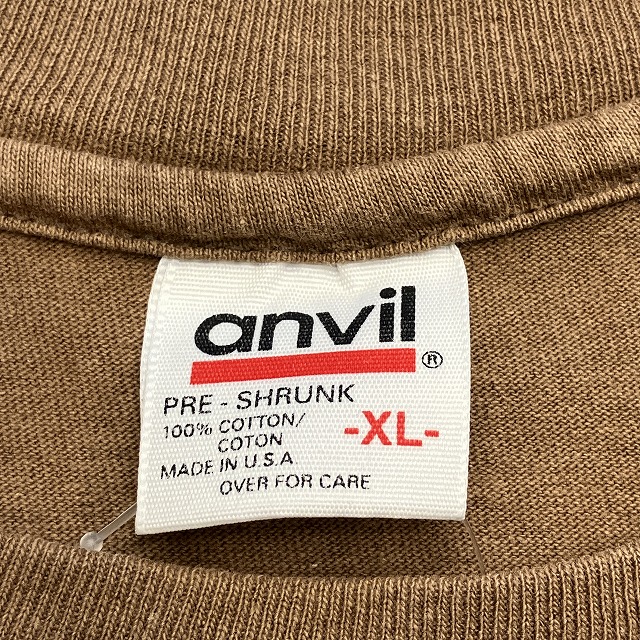 anvil
®
PRE - SHRUNK
100% COTTON/
COTON
-XL-
MADE IN U.S.A
OVER FOR CARE